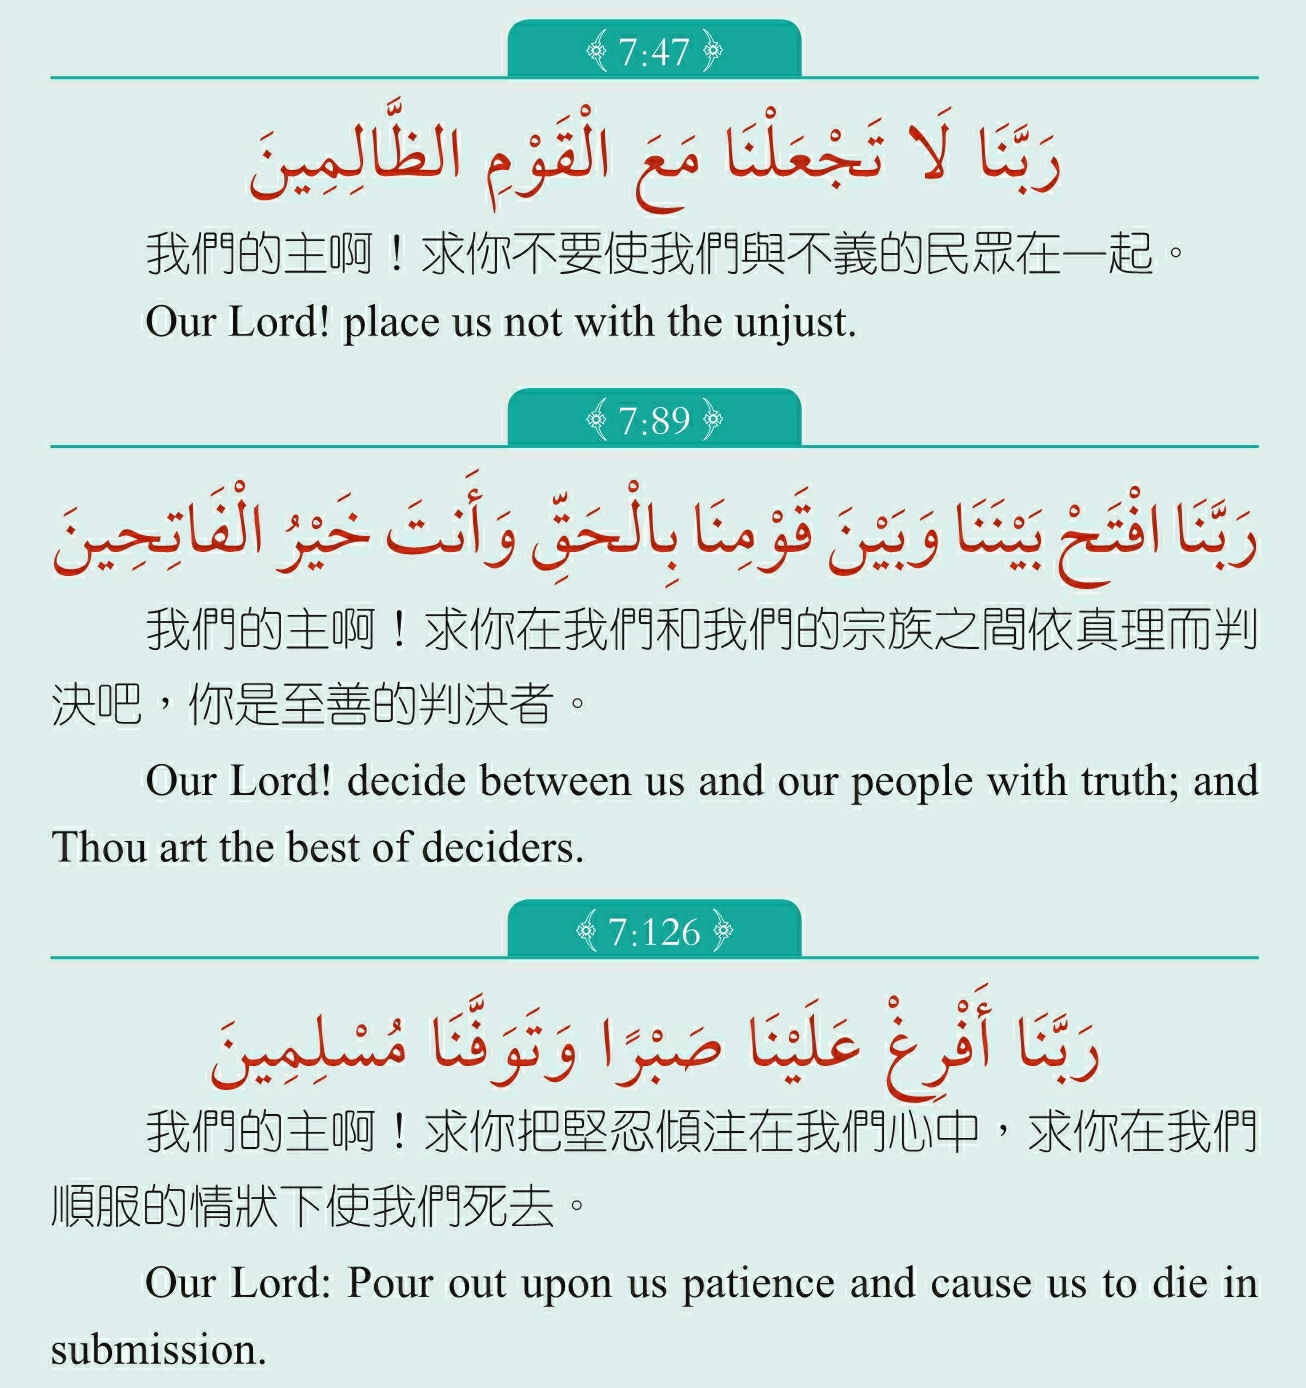 7:47
رَبَّنَا لَا تَجْعَلْنَا مَعَ الْقَوْمِ الظَّالِمِينَ
我們的主啊！求你不要使我們與不義的民眾在一起。
Our Lord! place us not with the unjust.
7:89
رَبَّنَا افْتَحْ بَيْنَنَا وَبَيْنَ قَوْمِنَا بِالْحَقِّ وَأَنتَ خَيْرُ الْفَاتِحِينَ
我們的主啊！求你在我們和我們的宗族之間依真理而判
決吧，你是至善的判決者。
Our Lord! decide between us and our people with truth; and
Thou art the best of deciders.
7:126
رَبَّنَا أَفْرِغْ عَلَيْنَا صَبْرًا وَتَوَفَّنَا مُسْلِمِينَ
我們的主啊！求你把堅忍傾注在我們心中，求你在我們
順服的情狀下使我們死去。
Our Lord: Pour out upon us patience and cause us to die in
submission.